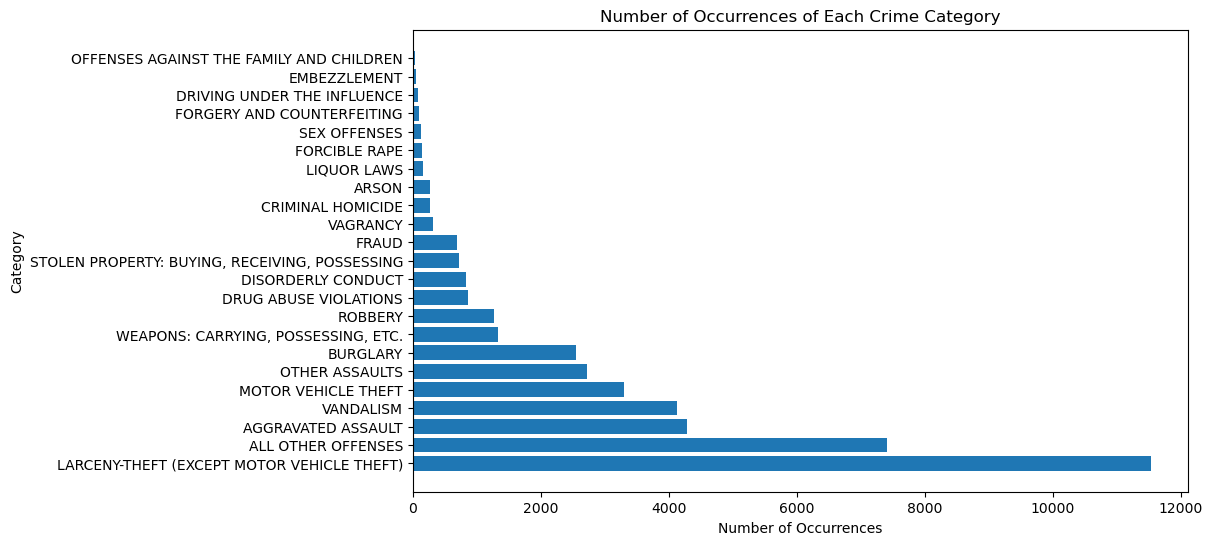 Number of Occurrences of Each Crime Category
Category
OFFENSES AGAINST THE FAMILY AND CHILDREN
EMBEZZLEMENT
DRIVING UNDER THE INFLUENCE
FORGERY AND COUNTERFEITING
SEX OFFENSES
FORCIBLE RAPE
LIQUOR LAWS
ARSON
CRIMINAL HOMICIDE
VAGRANCY
FRAUD
STOLEN PROPERTY: BUYING, RECEIVING, POSSESSING
DISORDERLY CONDUCT
DRUG ABUSE VIOLATIONS
ROBBERY
WEAPONS: CARRYING, POSSESSING, ETC.
BURGLARY
OTHER ASSAULTS
MOTOR VEHICLE THEFT
VANDALISM
AGGRAVATED ASSAULT
ALL OTHER OFFENSES
LARCENY-THEFT (EXCEPT MOTOR VEHICLE THEFT)
0 2000 4000 6000 8000 10000 12000
Number of Occurrences